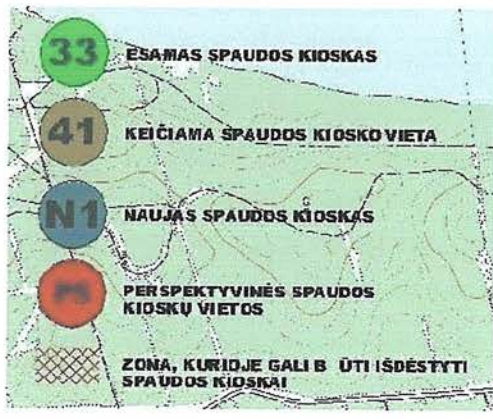 33 ESAMAS SPAUDOS KIOSKAS
41 KEIČIAMA SPAUDOS KIOSKO VIETA
N1 NAUJAS SPAUDOS KIOSKAS
PERSPEKTYVINĖS SPAUDOS
KIOSKŲ VIETOS
ZONA, KURIOJE GALI B ŪTI IŠDĖSTYTI
SPAUDOS KIOSKAI